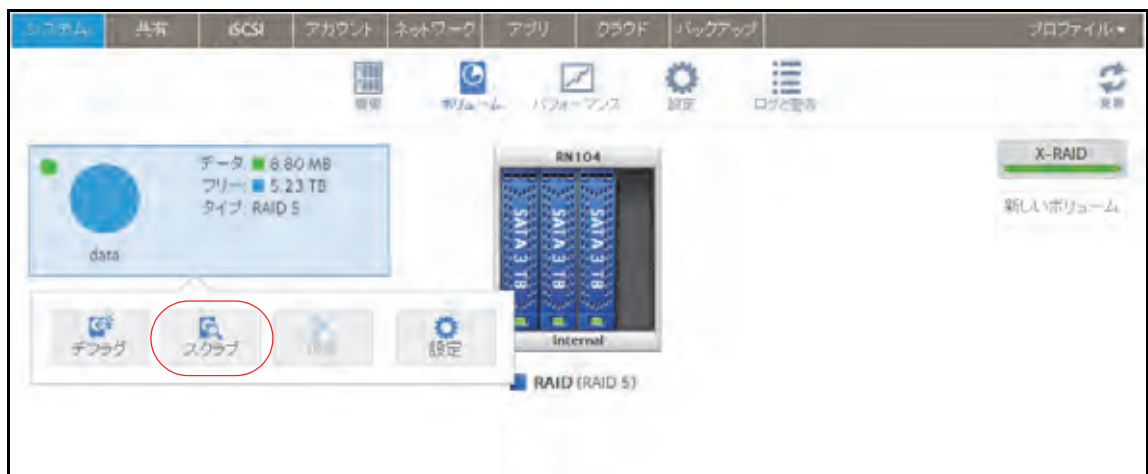 システム 共有 iSCSI アカウント ネットワーク アプリ クラウド バックアップ プロファイル▼
概要 ボリューム パフォーマンス 設定 ログと警告 更新
データ: 8.80 MB
フリー: 5.23 TB
タイプ: RAID 5
data
RN104
SATA 3 TB
SATA 3 TB
SATA 3 TB
Internal
RAID (RAID 5)
X-RAID
新しいボリューム
デフラグ スクラブ 設定